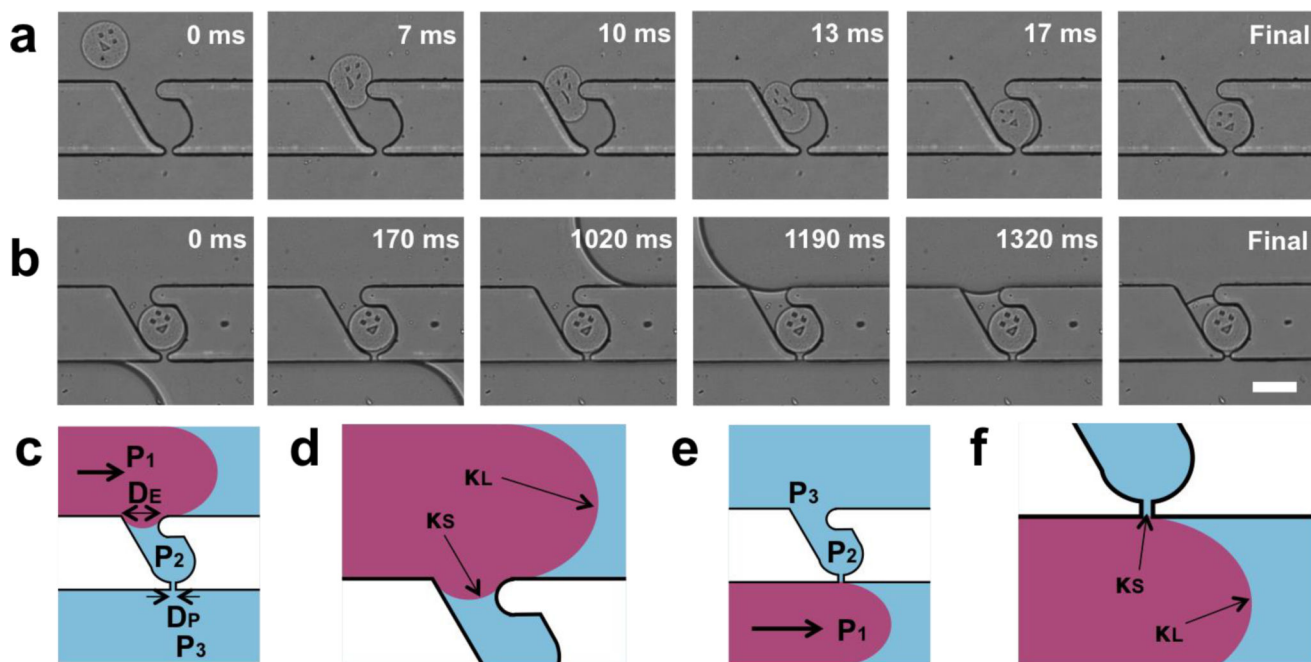 a
0 ms
7 ms
10 ms
13 ms
17 ms
Final
b
0 ms
170 ms
1020 ms
1190 ms
1320 ms
Final
c
P1
DE
P2
DP
P3
d
κL
κS
e
P3
P2
P1
f
κS
κL